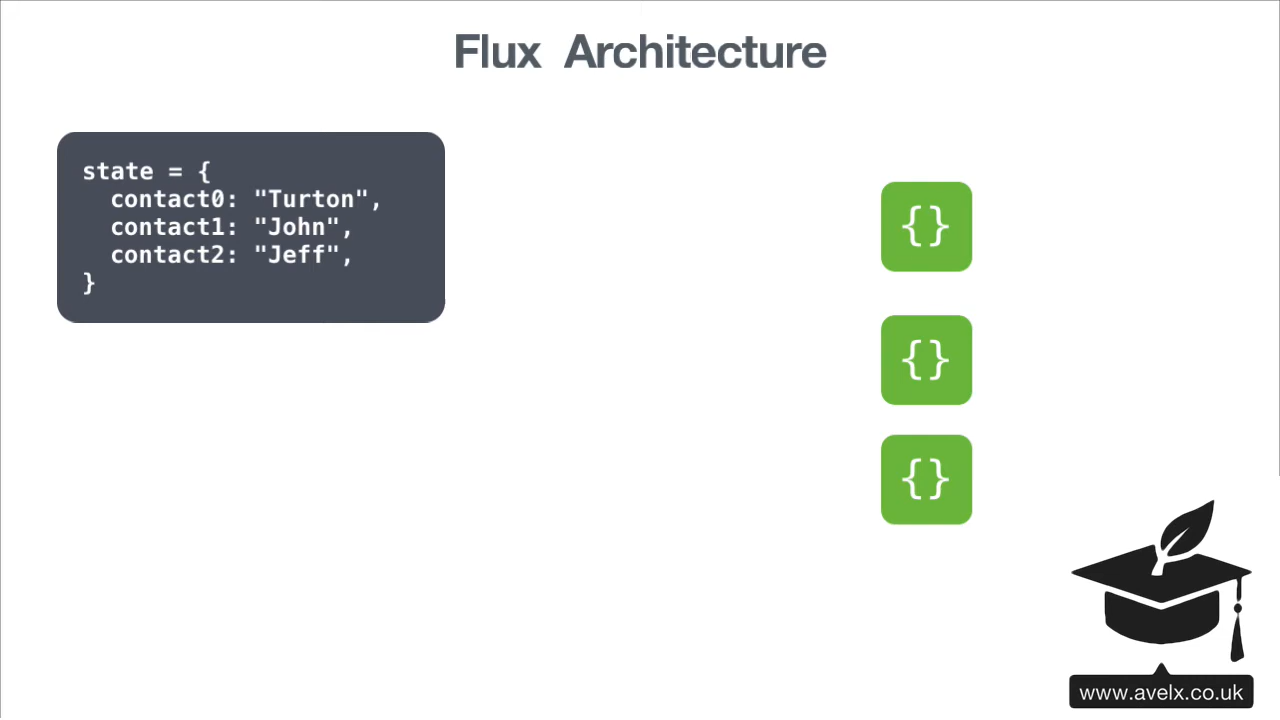 Flux Architecture
state = {
contact0: "Turton",
contact1: "John",
contact2: "Jeff",
}
{}
{}
{}
www.avelx.co.uk